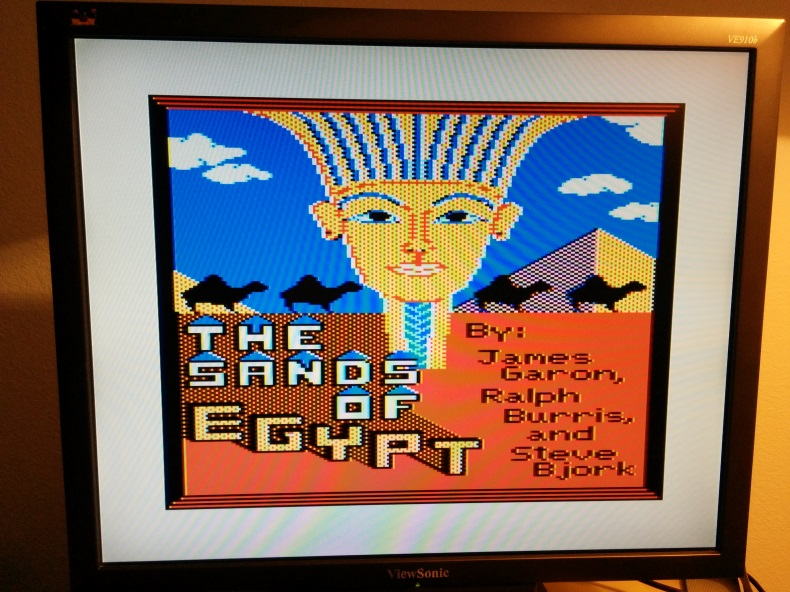 VE910b
THE
SANDS
OF
EGYPT
By:
James
Garon,
Ralph
Burris,
and
Steve
Bjork
ViewSonic